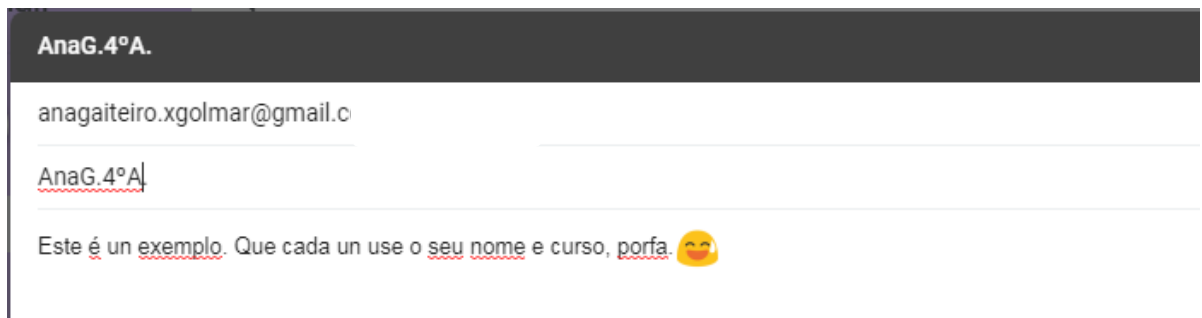 AnaG.4ºA.
anagaiteiro.xgolmar@gmail.c
AnaG.4ºA.
Este é un exemplo. Que cada un use o seu nome e curso, porfa. 😅